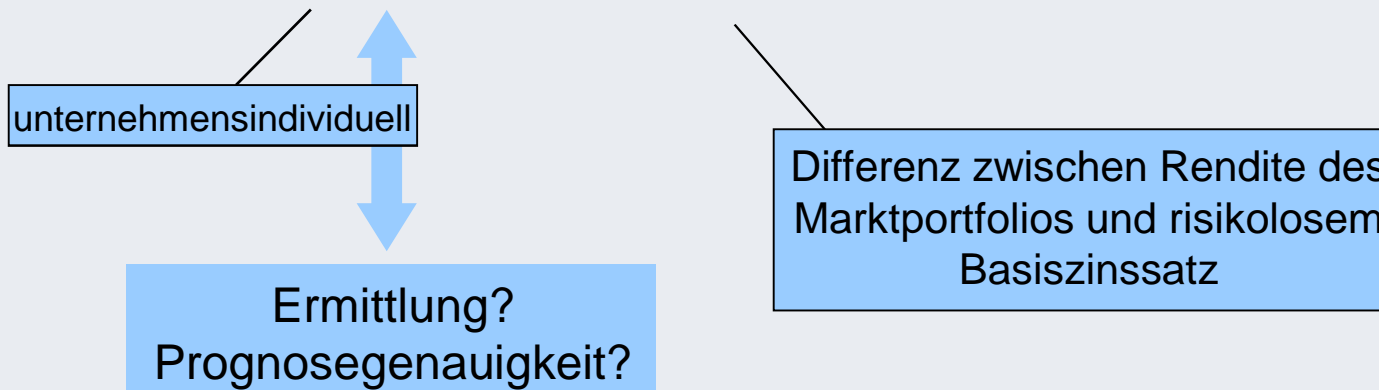 unternehmensindividuell
Differenz zwischen Rendite des
Marktportfolios und risikolosem
Basiszinssatz
Ermittlung?
Prognosegenauigkeit?